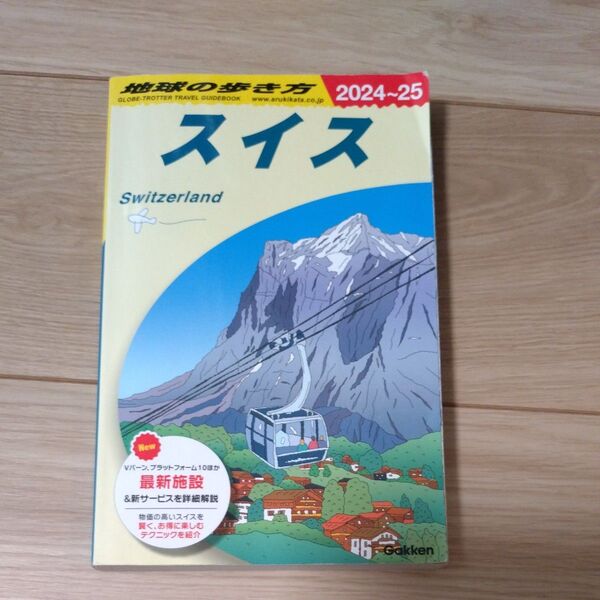 地球の歩き方
GLOBE-TROTTER TRAVEL GUIDEBOOK
www.arukikata.co.jp
2024~25
スイス
Switzerland
New
Vバーン、プラットフォーム10ほか
最新施設
&新サービスを詳細解説
物価の高いスイスを
賢く、お得に楽しむ
テクニックを紹介
Gakken